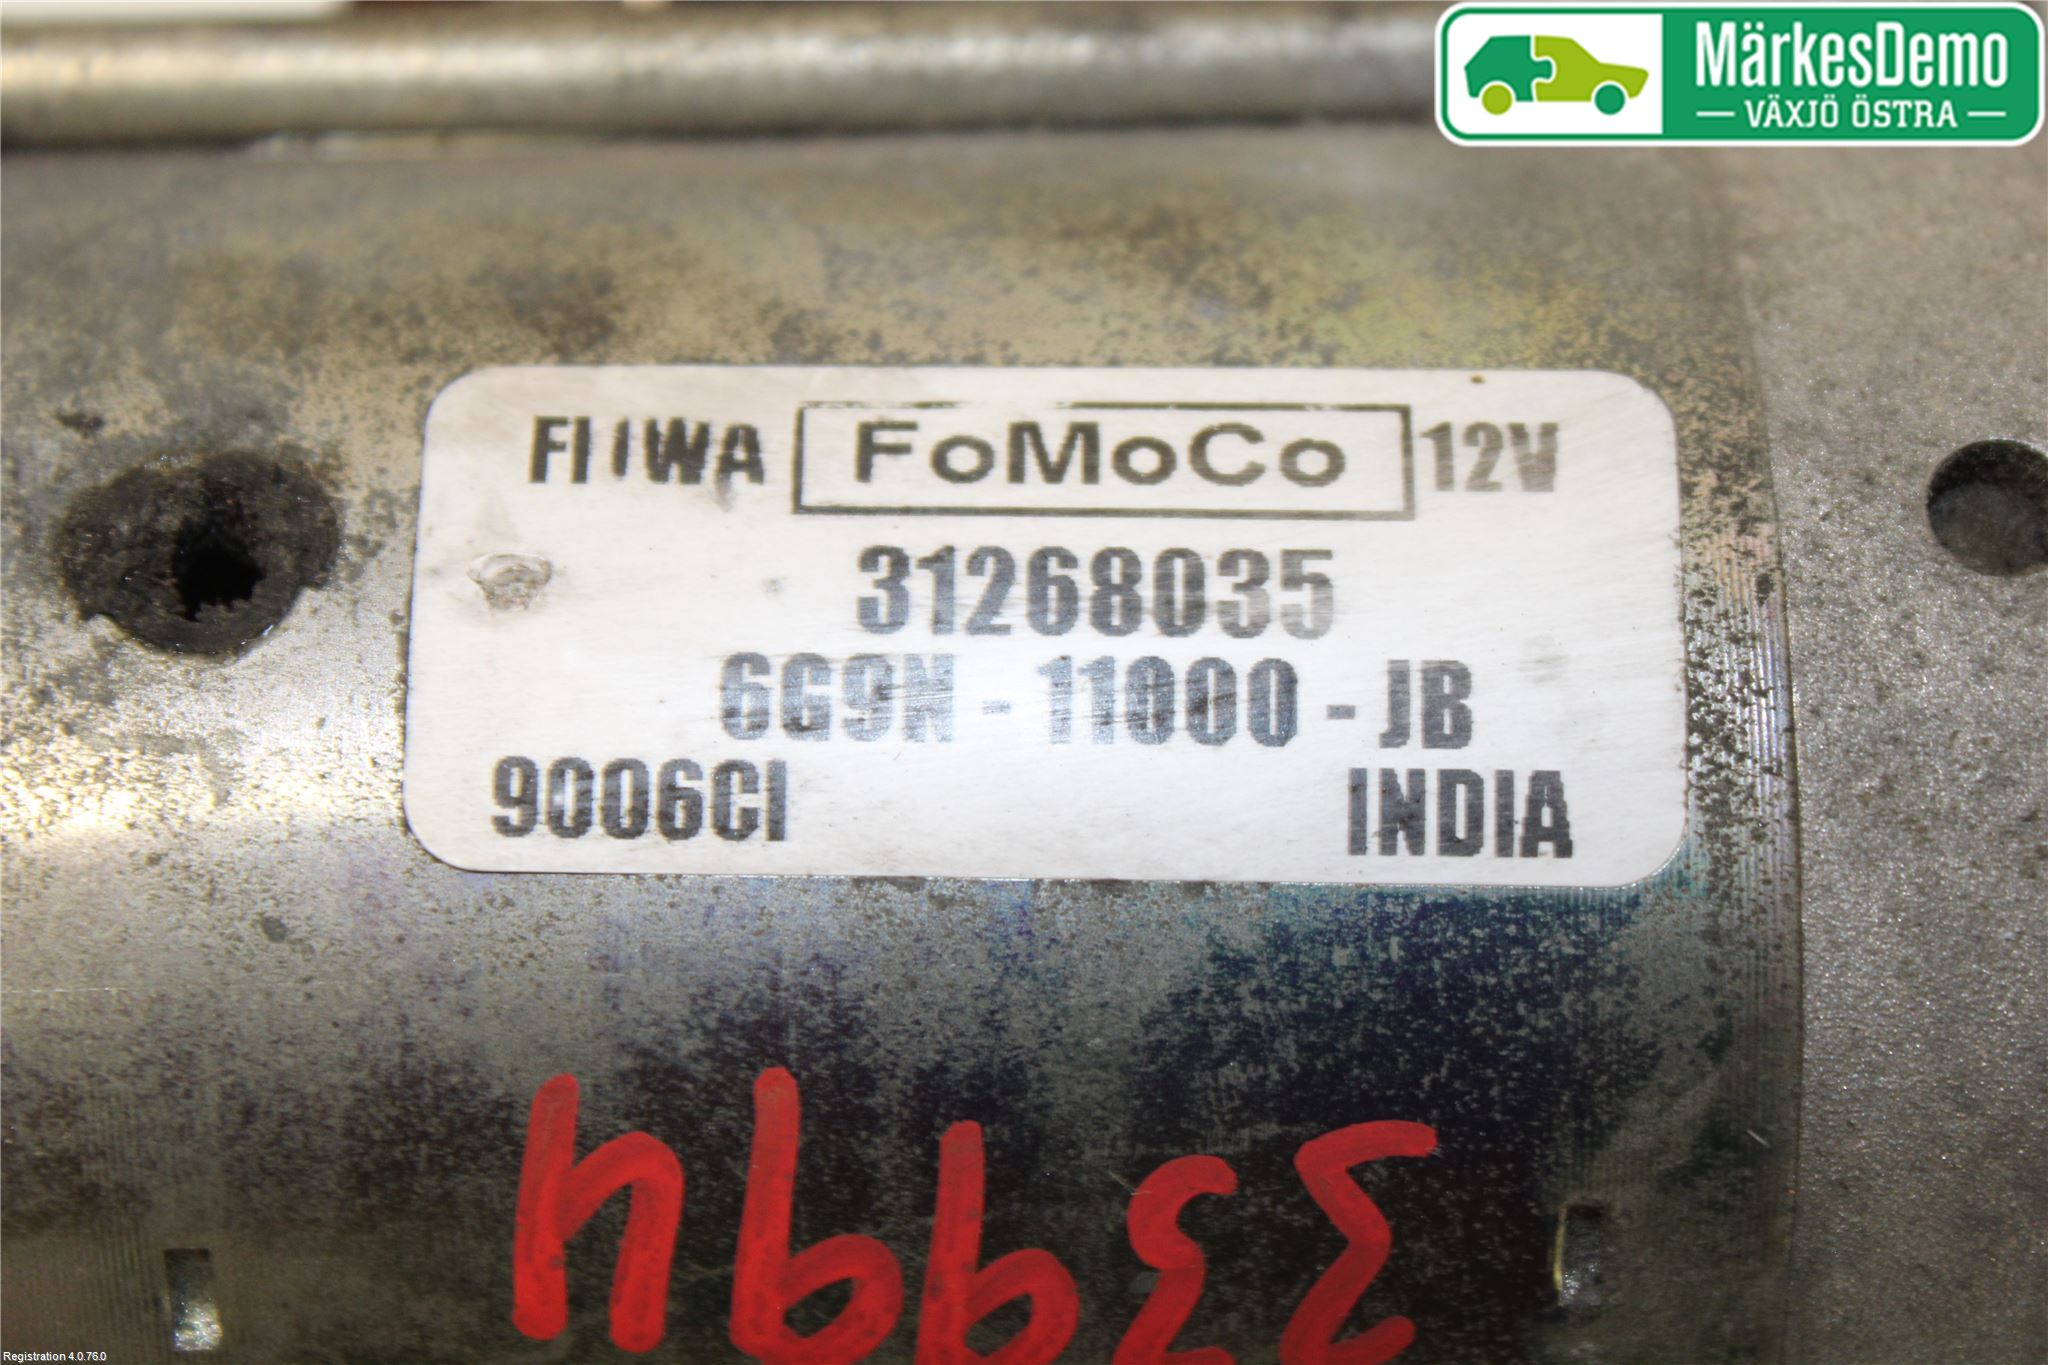 MärkesDemo
VÄXJÖ ÖSTRA
FoMoCo 12V
31268035
6G9N - 11000 - JB
9006CI INDIA
33994
Registration 4.0.76.0